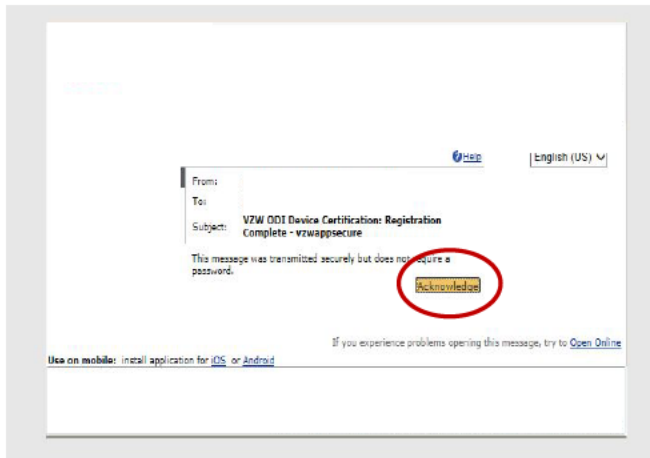 Help
English (US)
From:
To:
Subject: VZW ODI Device Certification: Registration
Complete - vzwappsecure
This message was transmitted securely but does not require a
password.
Acknowledge
If you experience problems opening this message, try to Open Online
Use on mobile: install application for iOS or Android